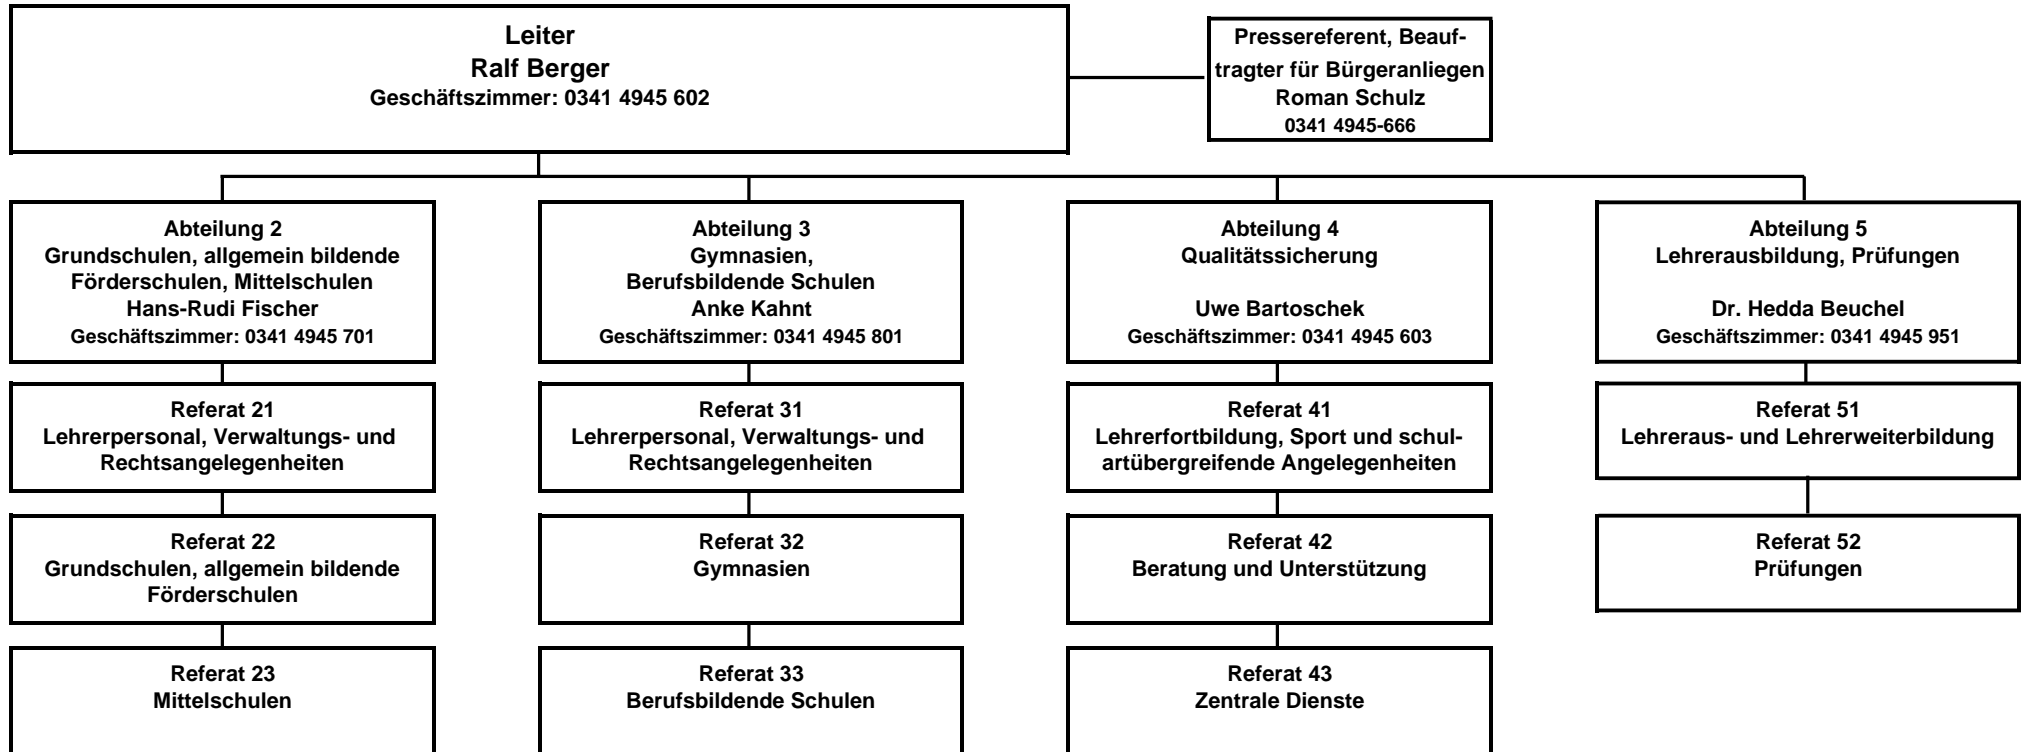 Leiter
Ralf Berger
Geschäftszimmer: 0341 4945 602
Pressereferent, Beauf-
tragter für Bürgeranliegen
Roman Schulz
0341 4945-666
Abteilung 2
Grundschulen, allgemein bildende
Förderschulen, Mittelschulen
Hans-Rudi Fischer
Geschäftszimmer: 0341 4945 701
Abteilung 3
Gymnasien,
Berufsbildende Schulen
Anke Kahnt
Geschäftszimmer: 0341 4945 801
Abteilung 4
Qualitätssicherung
Uwe Bartoschek
Geschäftszimmer: 0341 4945 603
Abteilung 5
Lehrerausbildung, Prüfungen
Dr. Hedda Beuchel
Geschäftszimmer: 0341 4945 951
Referat 21
Lehrerpersonal, Verwaltungs- und
Rechtsangelegenheiten
Referat 31
Lehrerpersonal, Verwaltungs- und
Rechtsangelegenheiten
Referat 41
Lehrerfortbildung, Sport und schul-
artübergreifende Angelegenheiten
Referat 51
Lehreraus- und Lehrerweiterbildung
Referat 22
Grundschulen, allgemein bildende
Förderschulen
Referat 32
Gymnasien
Referat 42
Beratung und Unterstützung
Referat 52
Prüfungen
Referat 23
Mittelschulen
Referat 33
Berufsbildende Schulen
Referat 43
Zentrale Dienste